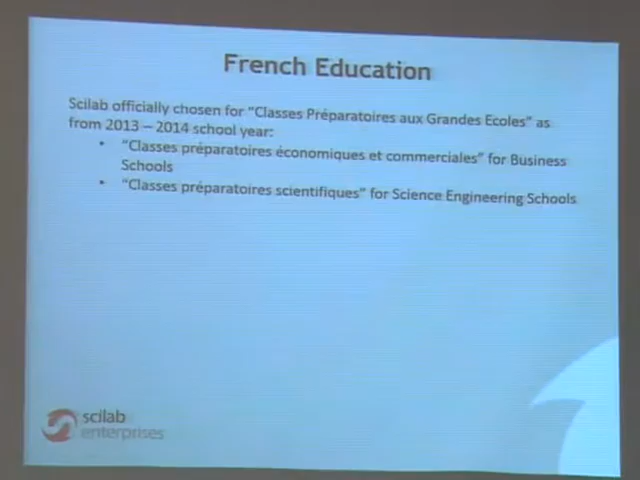 French Education
Scilab officially chosen for "Classes Préparatoires aux Grandes Ecoles" as
from 2013 – 2014 school year:
• "Classes préparatoires économiques et commerciales" for Business
Schools
• "Classes préparatoires scientifiques" for Science Engineering Schools
scilab
enterprises